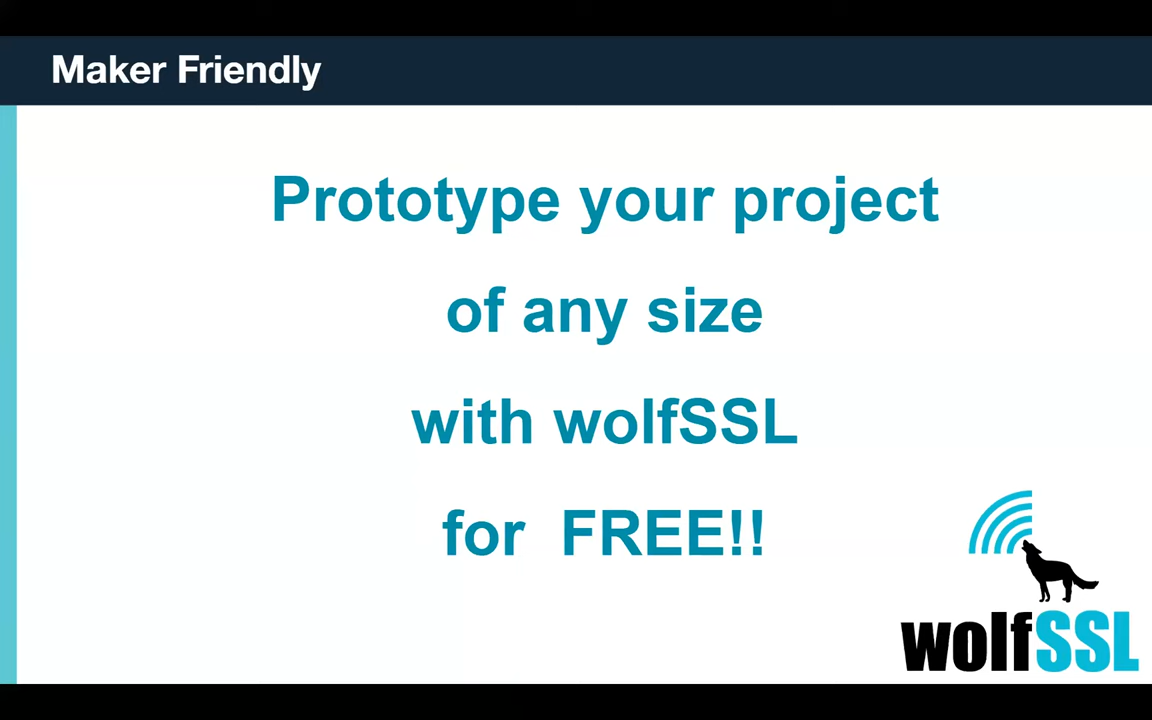 Maker Friendly
Prototype your project
of any size
with wolfSSL
for  FREE!!
wolfSSL